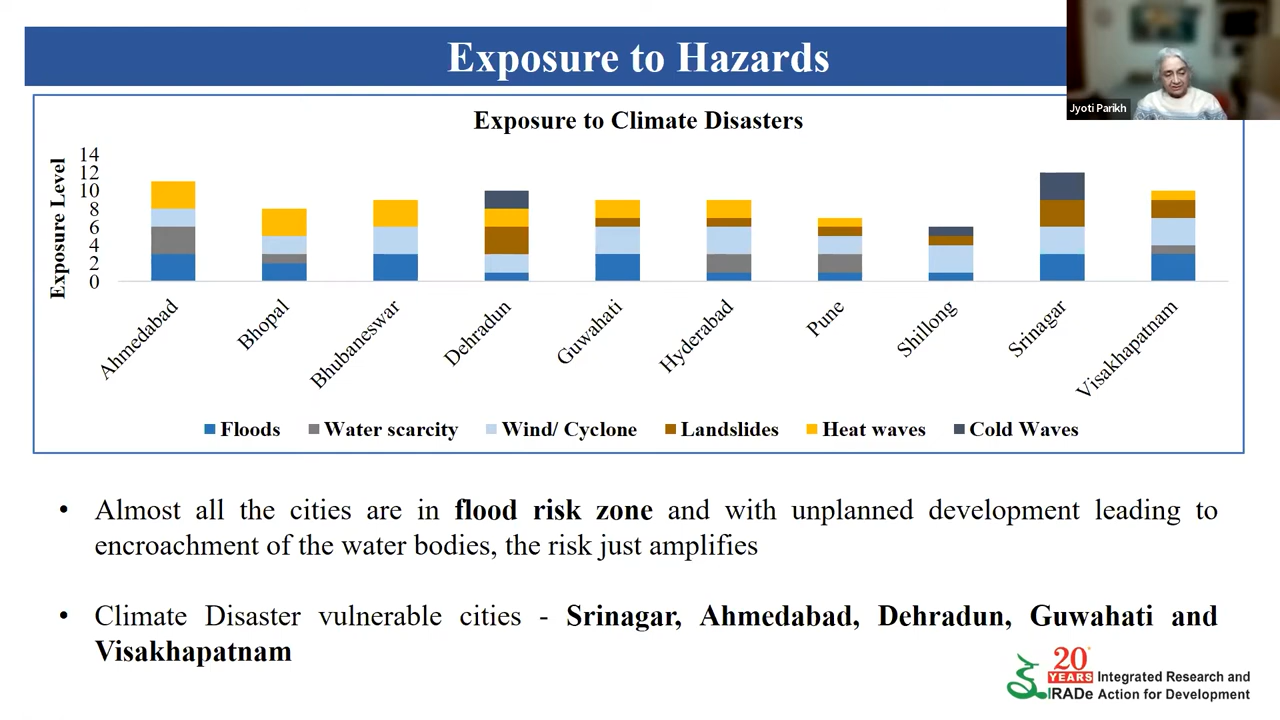 Exposure to Hazards
Jyoti Parikh
Exposure to Climate Disasters
Exposure Level
14
12
10
8
6
4
2
0
Ahmedabad
Bhopal
Bhubaneswar
Dehradun
Guwahati
Hyderabad
Pune
Shillong
Srinagar
Visakhapatnam
Floods Water scarcity Wind/ Cyclone Landslides Heat waves Cold Waves
• Almost all the cities are in flood risk zone and with unplanned development leading to
encroachment of the water bodies, the risk just amplifies
• Climate Disaster vulnerable cities - Srinagar, Ahmedabad, Dehradun, Guwahati and
Visakhapatnam
20
YEARS
IRADe
Integrated Research and
Action for Development